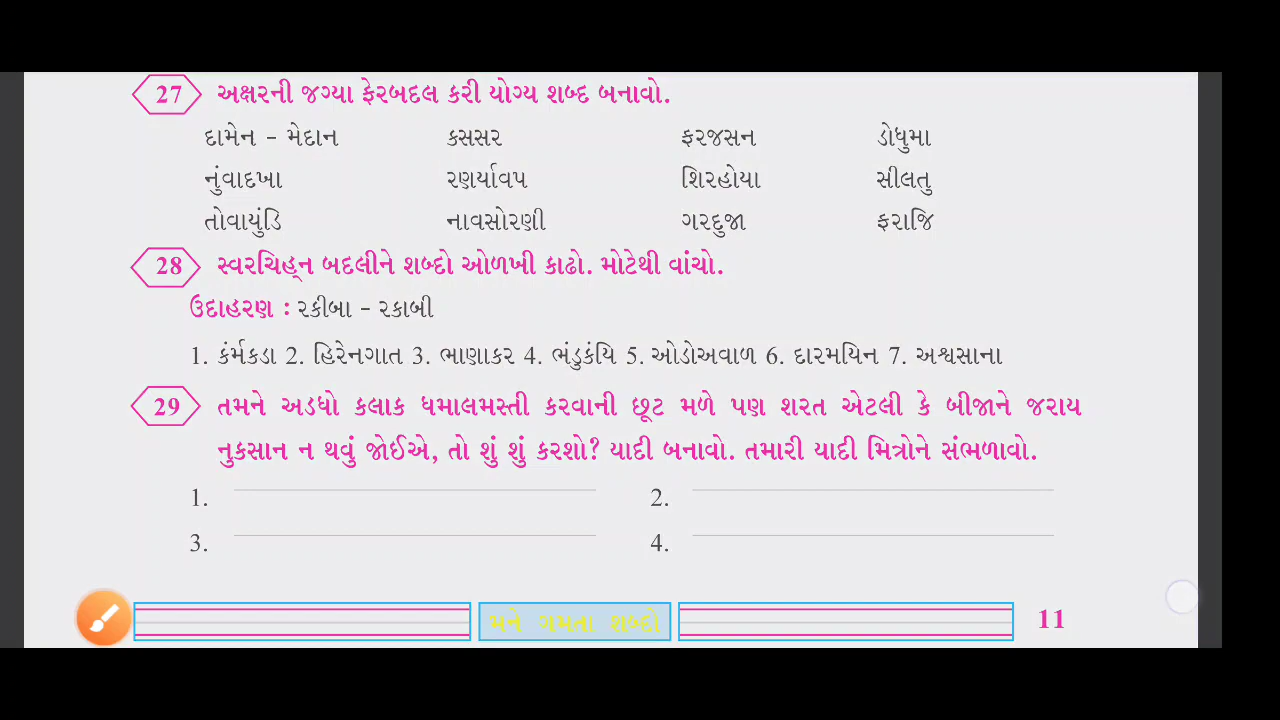 27 અક્ષરની જગ્યા ફેરબદલ કરી યોગ્ય શબ્દ બનાવો.
દામેન – મેદાન કસસર ફરજસન ડોધુમા
નુંવાદખા રણર્યાવપ શિરહોયા સીલતુ
તોવાયુંડિ નાવસોરણી ગરદુજા ફરાજિ
28 સ્વરચિહ્ન બદલીને શબ્દો ઓળખી કાઢો. મોટેથી વાંચો.
ઉદાહરણ : રકીબા – રકાબી
1. કંર્મકડા 2. હિરેનગાત 3. ભાણાકર 4. ભંડુકંયિ 5. ઓડોઅવાળ 6. દારમયિન 7. અશ્વસાના
29 તમને અડધો કલાક ધમાલમસ્તી કરવાની છૂટ મળે પણ શરત એટલી કે બીજાને જરાય
નુકસાન ન થવું જોઈએ, તો શું શું કરશો? યાદી બનાવો. તમારી યાદી મિત્રોને સંભળાવો.
1. 2.
3. 4.
મને ગમતા શબ્દો 11